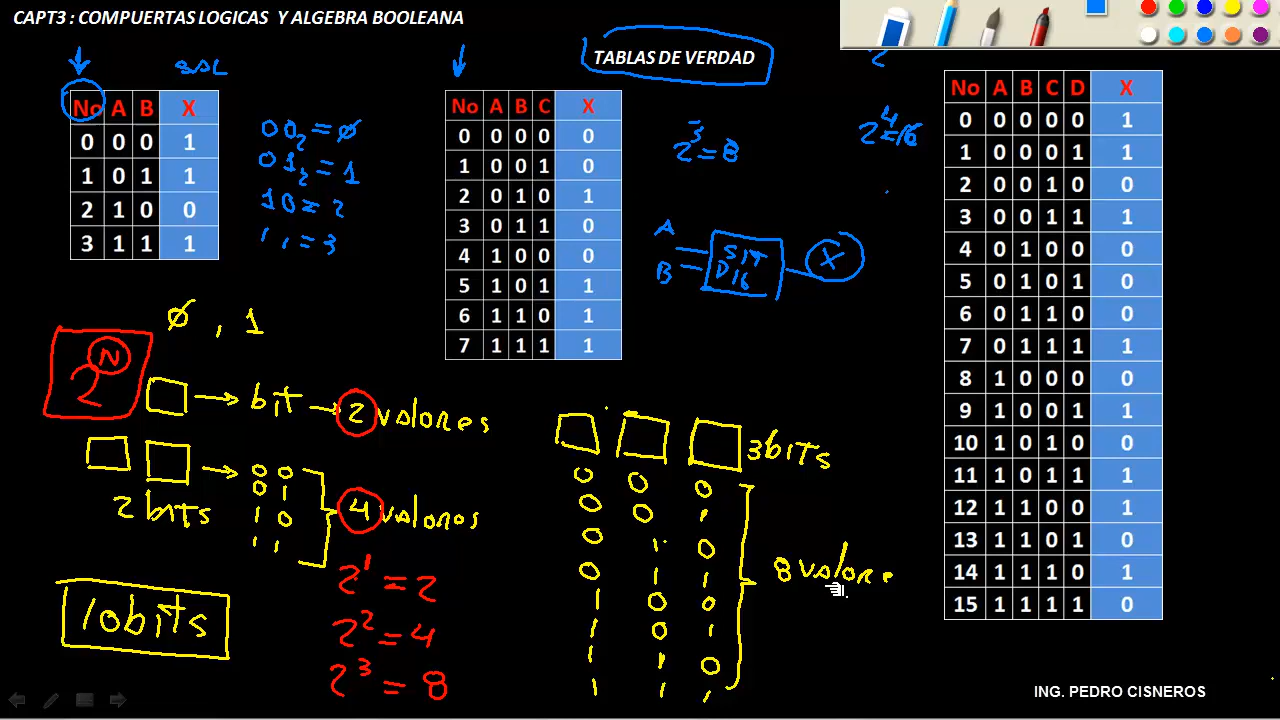 CAPT3 : COMPUERTAS LOGICAS Y ALGEBRA BOOLEANA
TABLAS DE VERDAD
SAL
No A B X
0 0 0 1
1 0 1 1
2 1 0 0
3 1 1 1
00₂ = 0
01₂ = 1
10 = 2
11 = 3
No A B C X
0 0 0 0 0
1 0 0 1 0
2 0 1 0 1
3 0 1 1 0
4 1 0 0 0
5 1 0 1 1
6 1 1 0 1
7 1 1 1 1
2³ = 8
2
2⁴ = 16
A
B
SIT
DIG
X
No A B C D X
0 0 0 0 0 1
1 0 0 0 1 1
2 0 0 1 0 0
3 0 0 1 1 1
4 0 1 0 0 0
5 0 1 0 1 0
6 0 1 1 0 0
7 0 1 1 1 1
8 1 0 0 0 0
9 1 0 0 1 1
10 1 0 1 0 0
11 1 0 1 1 1
12 1 1 0 0 1
13 1 1 0 1 0
14 1 1 1 0 1
15 1 1 1 1 0
0 , 1
2ᴺ
→ bit → 2 valores
2 bits
→ 0 0
0 1
1 0
1 1
4 valores
2¹ = 2
2² = 4
2³ = 8
10bits
3bits
0 0 0
0 0 1
0 1 0
0 1 1
1 0 0
1 0 1
1 1 0
1 1 1
8 valore
ING. PEDRO CISNEROS